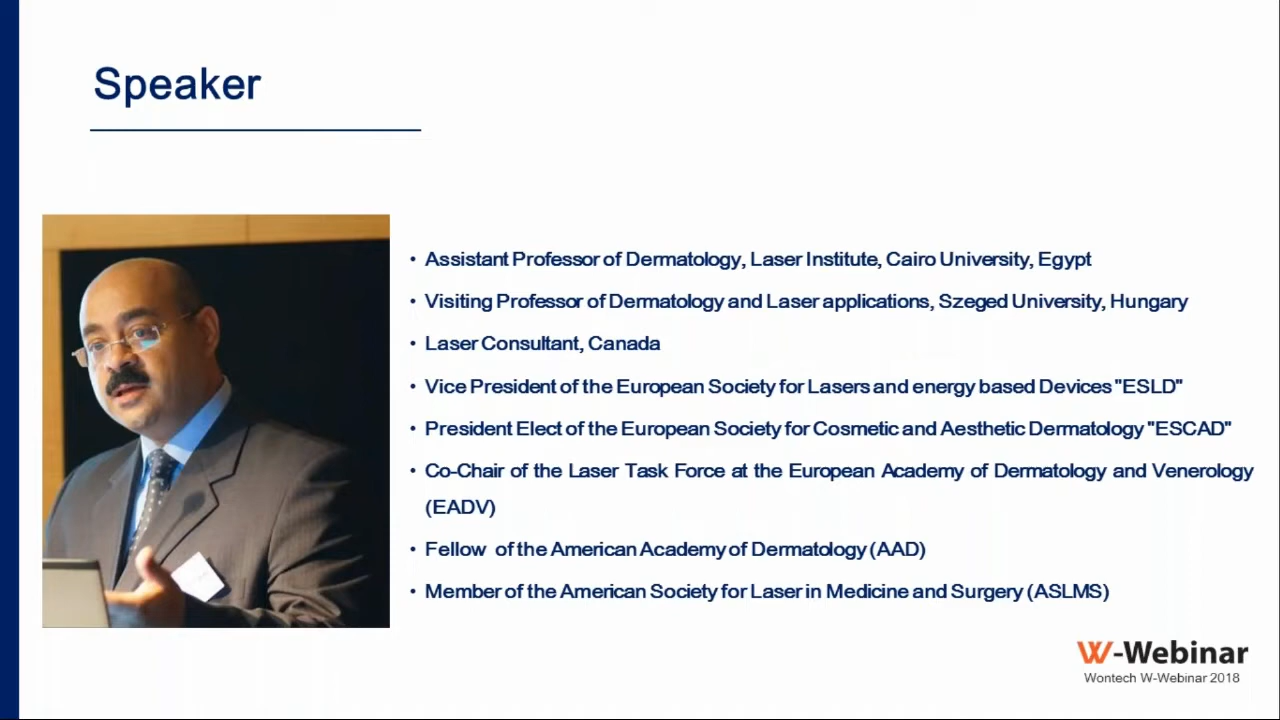 Speaker
• Assistant Professor of Dermatology, Laser Institute, Cairo University, Egypt
• Visiting Professor of Dermatology and Laser applications, Szeged University, Hungary
• Laser Consultant, Canada
• Vice President of the European Society for Lasers and energy based Devices "ESLD"
• President Elect of the European Society for Cosmetic and Aesthetic Dermatology "ESCAD"
• Co-Chair of the Laser Task Force at the European Academy of Dermatology and Venerology
(EADV)
• Fellow of the American Academy of Dermatology (AAD)
• Member of the American Society for Laser in Medicine and Surgery (ASLMS)
W-Webinar
Wontech W-Webinar 2018